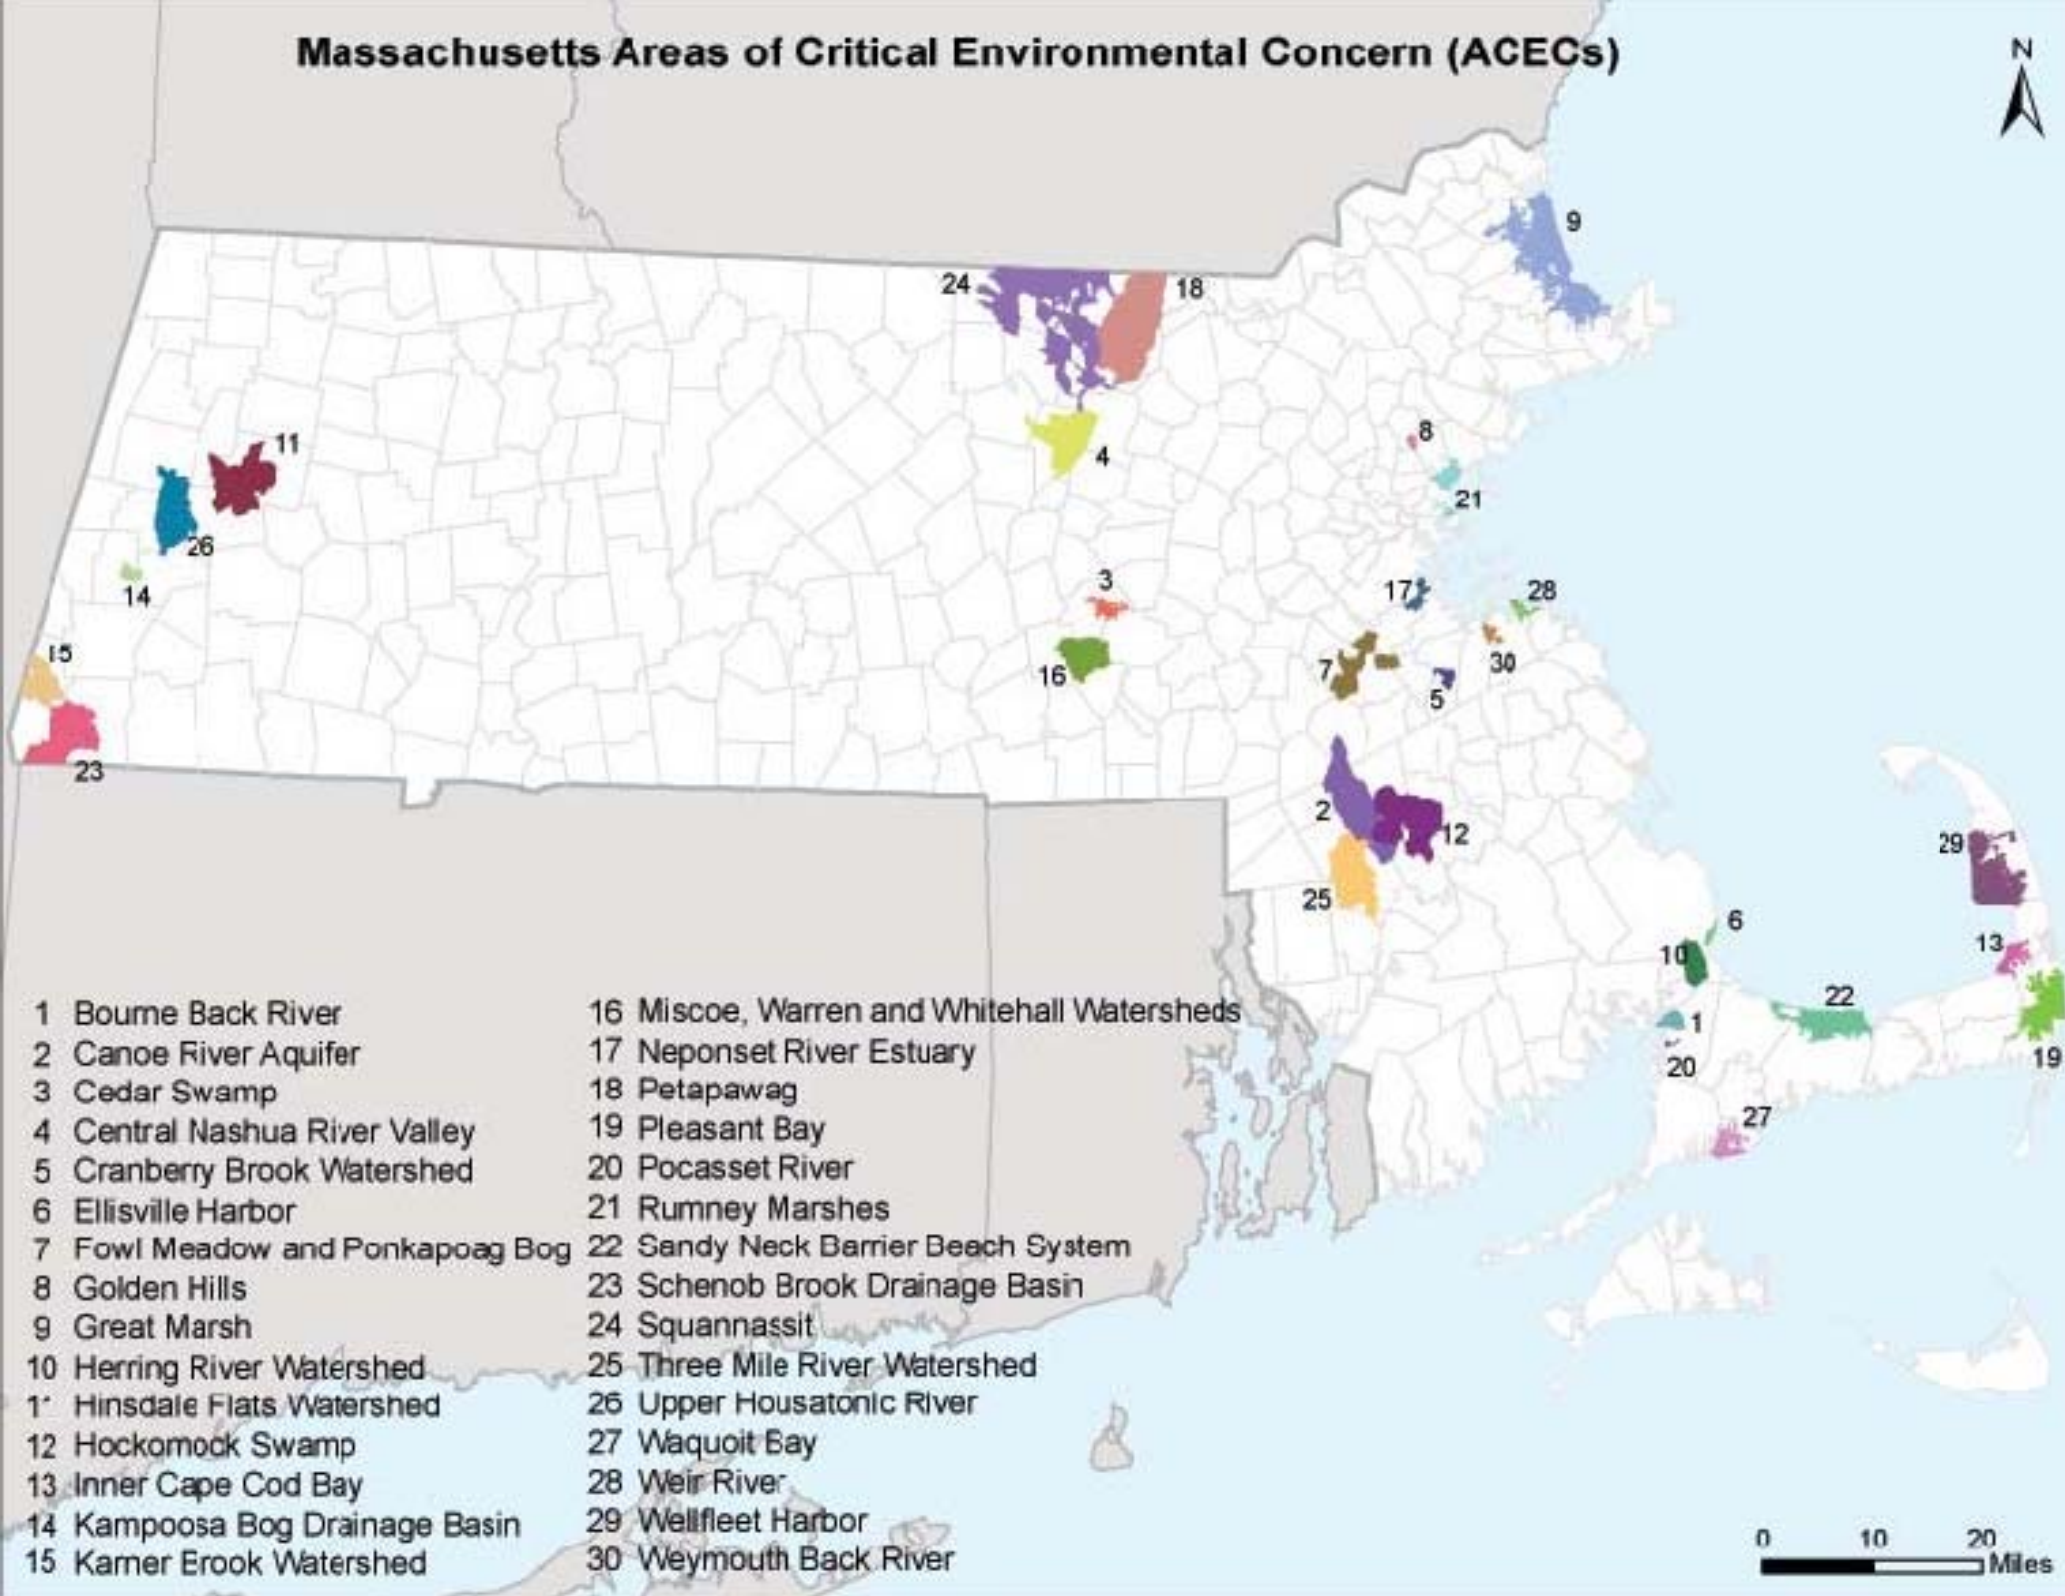 Massachusetts Areas of Critical Environmental Concern (ACECs)
N
9
24
18
11
8
4
21
26
3
17
28
14
15
7
30
16
5
23
2
12
29
25
6
10
13
22
1
20
19
27
1 Bourne Back River
2 Canoe River Aquifer
3 Cedar Swamp
4 Central Nashua River Valley
5 Cranberry Brook Watershed
6 Ellisville Harbor
7 Fowl Meadow and Ponkapoag Bog
8 Golden Hills
9 Great Marsh
10 Herring River Watershed
11 Hinsdale Flats Watershed
12 Hockomock Swamp
13 Inner Cape Cod Bay
14 Kampoosa Bog Drainage Basin
15 Karner Brook Watershed
16 Miscoe, Warren and Whitehall Watersheds
17 Neponset River Estuary
18 Petapawag
19 Pleasant Bay
20 Pocasset River
21 Rumney Marshes
22 Sandy Neck Barrier Beach System
23 Schenob Brook Drainage Basin
24 Squannassit
25 Three Mile River Watershed
26 Upper Housatonic River
27 Waquoit Bay
28 Weir River
29 Wellfleet Harbor
30 Weymouth Back River
0 10 20
Miles